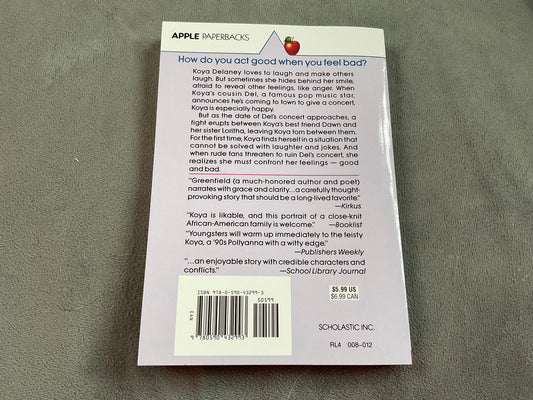 APPLE PAPERBACKS
How do you act good when you feel bad?
Koya Delaney loves to laugh and make others
laugh. But sometimes she hides behind her smile,
afraid to reveal other feelings, like anger. When
Koya's cousin Del, a famous pop music star,
announces he's coming to town to give a concert,
Koya is especially happy.
But as the date of Del's concert approaches, a
fight erupts between Koya's best friend Dawn and
her sister Loritha, leaving Koya torn between them.
For the first time, Koya finds herself in a situation that
cannot be solved with laughter and jokes. And
when rude fans threaten to ruin Del's concert, she
realizes she must confront her feelings — good
and bad.
"Greenfield (a much-honored author and poet)
narrates with grace and clarity...a carefully thought-
provoking story that should be a long-lived favorite."
—Kirkus
"Koya is likable, and this portrait of a close-knit
African-American family is welcome." —Booklist
"Youngsters will warm up immediately to the feisty
Koya, a '90s Pollyanna with a witty edge."
—Publishers Weekly
"...an enjoyable story with credible characters and
conflicts." —School Library Journal
ISBN 978-0-590-43299-3
50599
CAN
9 780590 432993
$5.99 US
$6.99 CAN
SCHOLASTIC INC.
RL4 008-012